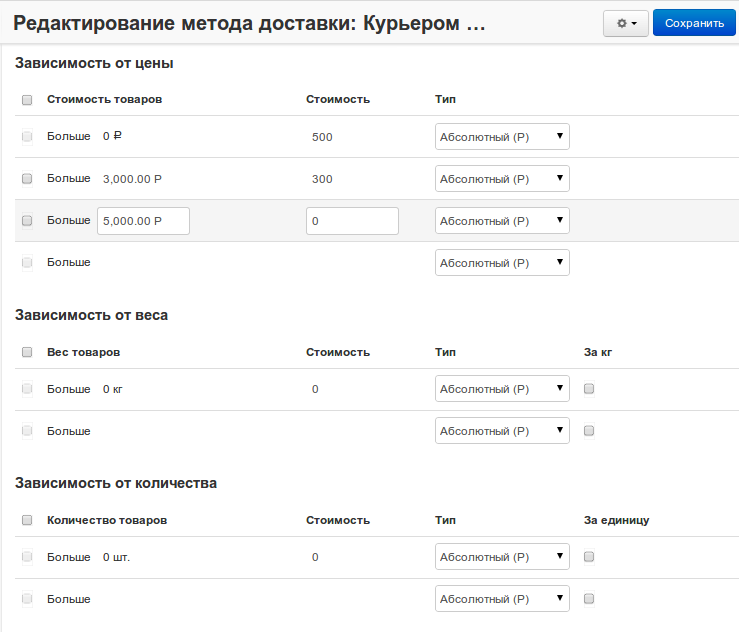 Редактирование метода доставки: Курьером ...
Сохранить
Зависимость от цены
Стоимость товаров Стоимость Тип
Больше 0 ₽ 500 Абсолютный (Р)
Больше 3,000.00 Р 300 Абсолютный (Р)
Больше 5,000.00 Р 0 Абсолютный (Р)
Больше Абсолютный (Р)
Зависимость от веса
Вес товаров Стоимость Тип За кг
Больше 0 кг 0 Абсолютный (Р)
Больше Абсолютный (Р)
Зависимость от количества
Количество товаров Стоимость Тип За единицу
Больше 0 шт. 0 Абсолютный (Р)
Больше Абсолютный (Р)